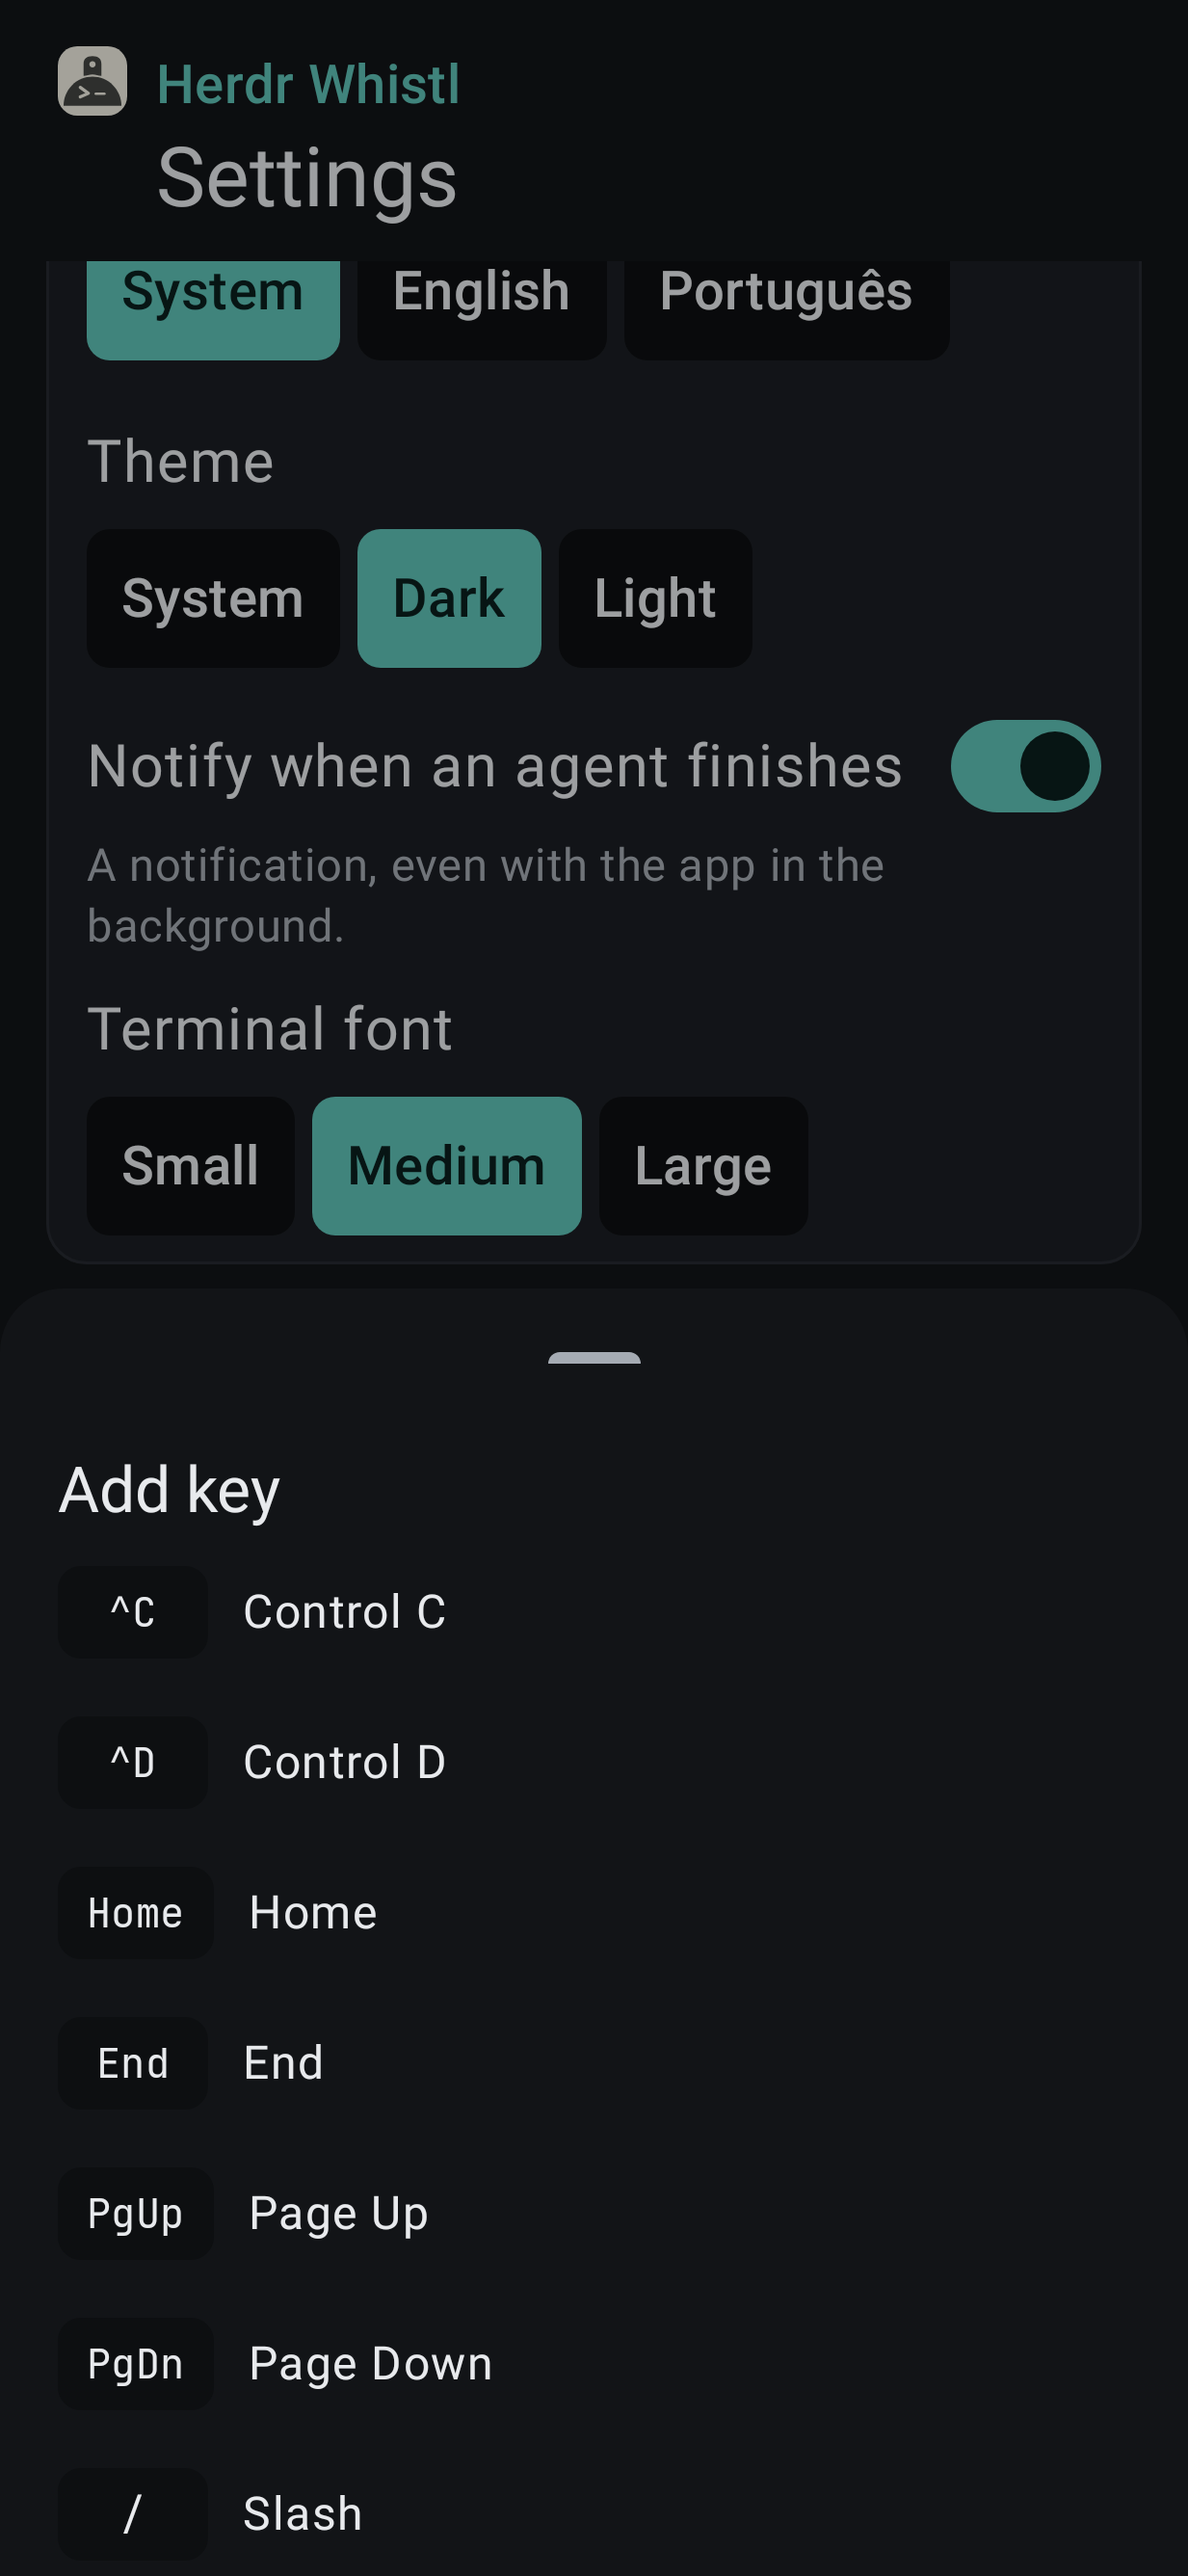 Herdr Whistl
Settings
System English Português
Theme
System Dark Light
Notify when an agent finishes
A notification, even with the app in the
background.
Terminal font
Small Medium Large
Add key
^C Control C
^D Control D
Home Home
End End
PgUp Page Up
PgDn Page Down
/ Slash